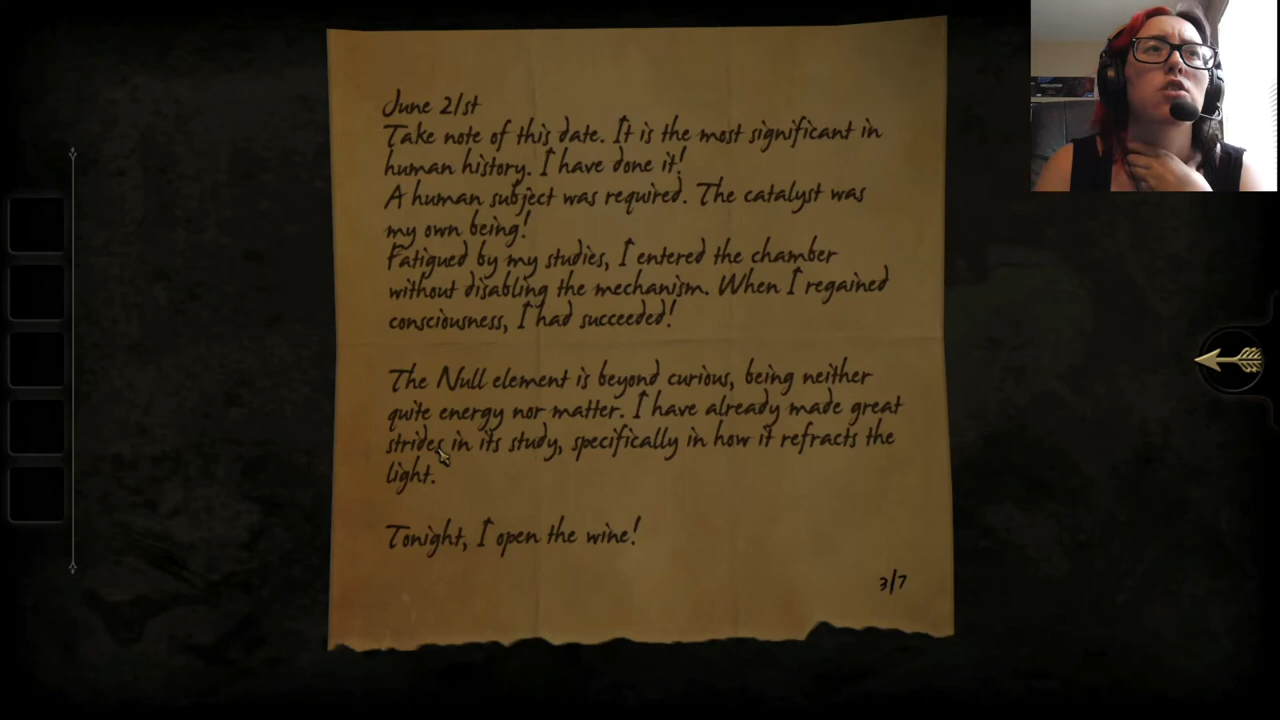 June 21st
Take note of this date. It is the most significant in
human history. I have done it!
A human subject was required. The catalyst was
my own being!
Fatigued by my studies, I entered the chamber
without disabling the mechanism. When I regained
consciousness, I had succeeded!
The Null element is beyond curious, being neither
quite energy nor matter. I have already made great
strides in its study, specifically in how it refracts the
light.
Tonight, I open the wine!
3/7